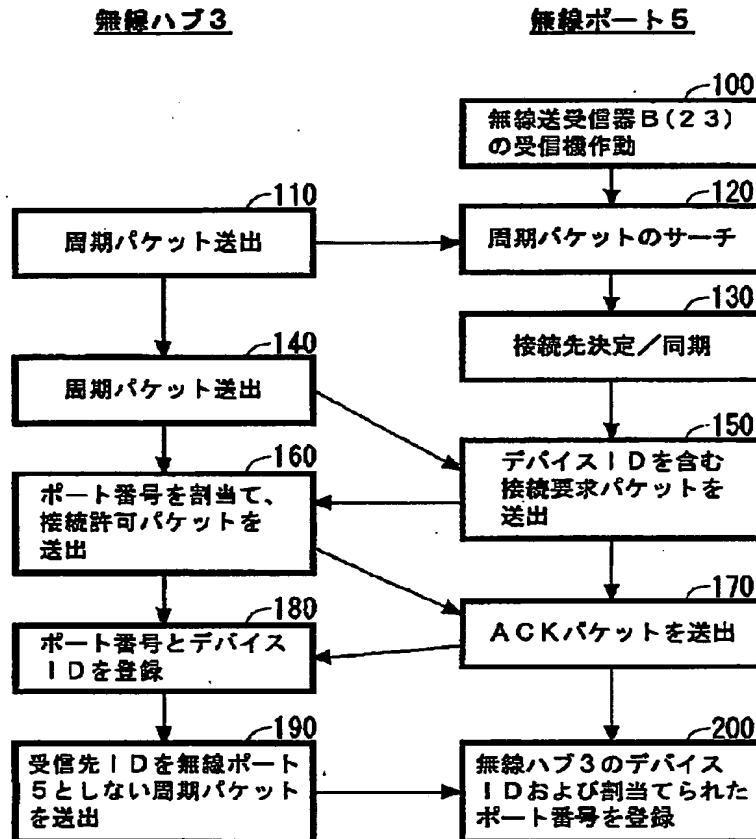 無線ハブ3
無線ポート5
100
無線送受信器B(23)
の受信機作動
110
周期パケット送出
120
周期パケットのサーチ
130
接続先決定/同期
140
周期パケット送出
150
デバイスIDを含む
接続要求パケットを
送出
160
ポート番号を割当て、
接続許可パケットを
送出
170
ACKパケットを送出
180
ポート番号とデバイス
IDを登録
190
受信先IDを無線ポート
5としない周期パケット
を送出
200
無線ハブ3のデバイス
IDおよび割当てられた
ポート番号を登録